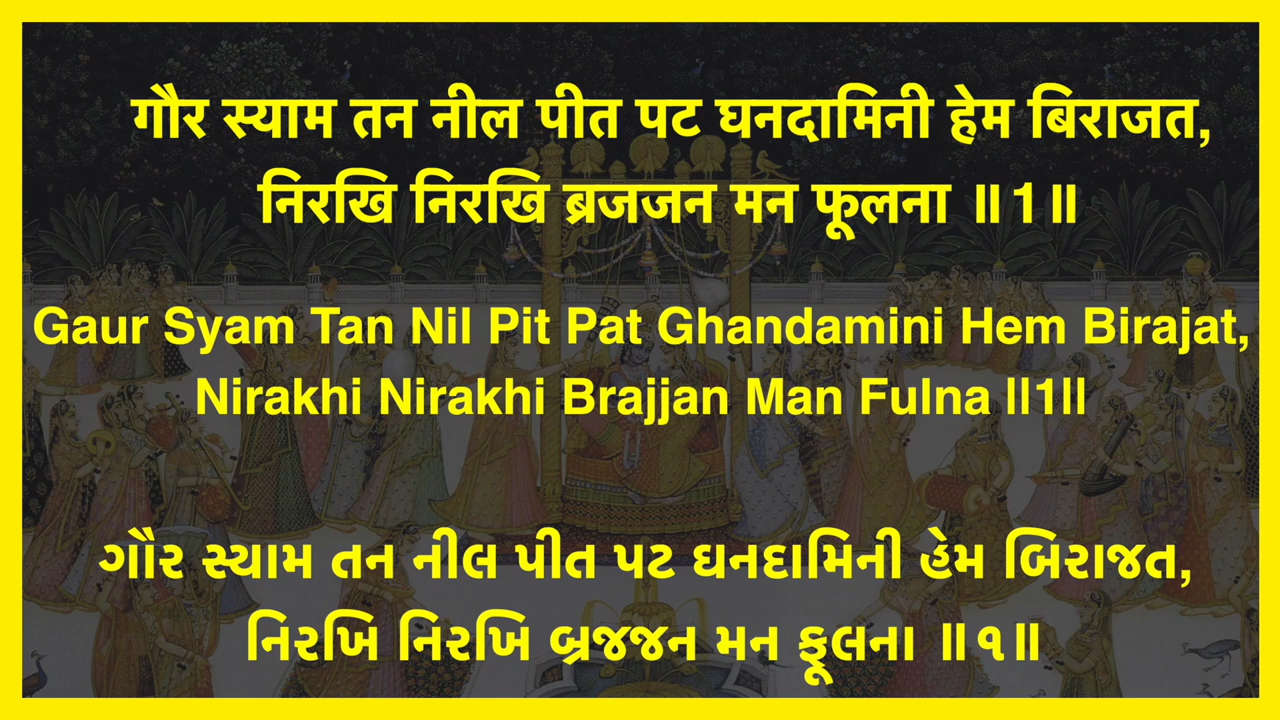 गौर स्याम तन नील पीत पट घनदामिनी हेम बिराजत,
निरखि निरखि ब्रजजन मन फूलना ॥1॥
Gaur Syam Tan Nil Pit Pat Ghandamini Hem Birajat,
Nirakhi Nirakhi Brajjan Man Fulna ॥1॥
ગૌર સ્યામ તન નીલ પીત પટ ઘનદામિની હેમ બિરાજત,
નિરખિ નિરખિ બ્રજજન મન ફૂલના ॥૧॥